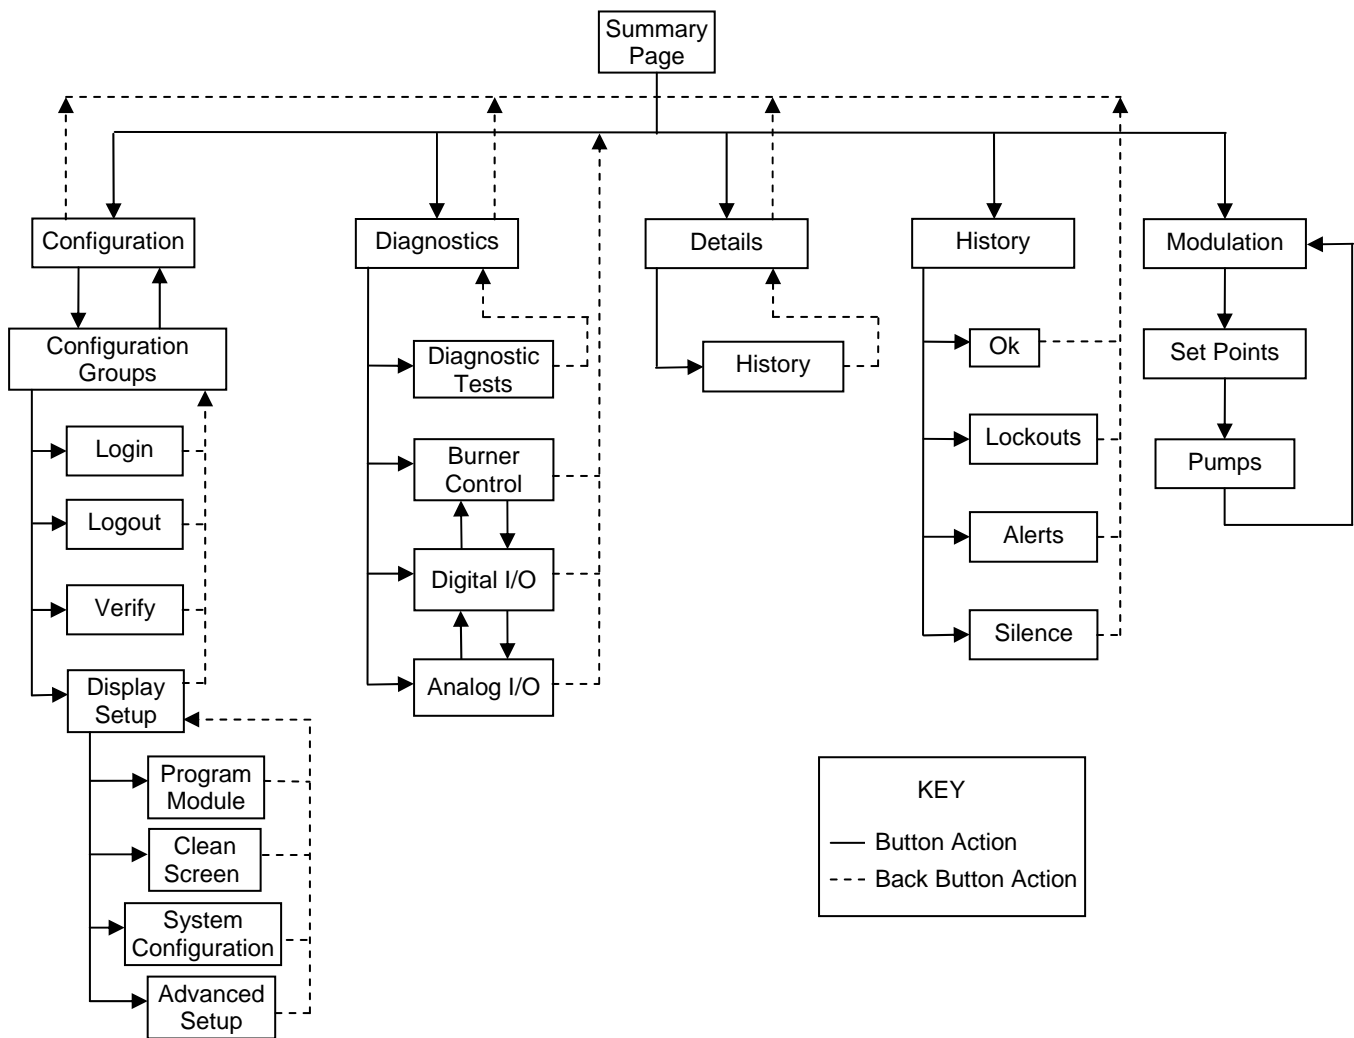 Summary
Page
Configuration
Diagnostics
Details
History
Modulation
Configuration
Groups
Login
Logout
Verify
Display
Setup
Program
Module
Clean
Screen
System
Configuration
Advanced
Setup
Diagnostic
Tests
Burner
Control
Digital I/O
Analog I/O
History
Ok
Lockouts
Alerts
Silence
Set Points
Pumps
KEY
Button Action
Back Button Action